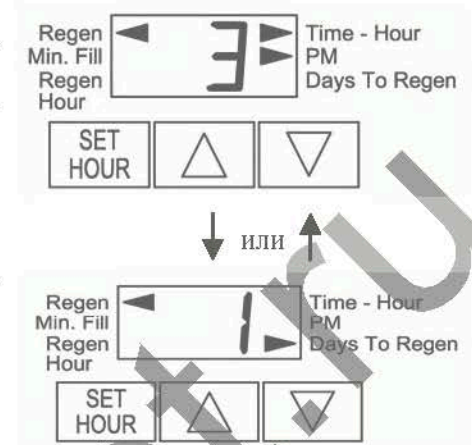 Regen 3 Time - Hour
Min. Fill PM
Regen Days To Regen
Hour
SET
HOUR
или
Regen 1 Time - Hour
Min. Fill PM
Regen Days To Regen
Hour
SET
HOUR
t.ru